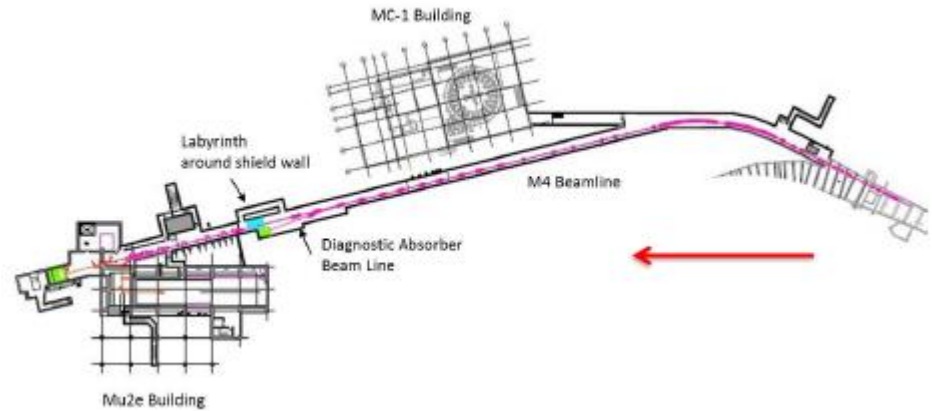 MC-1 Building
Labyrinth
around shield wall
M4 Beamline
Diagnostic Absorber
Beam Line
Mu2e Building